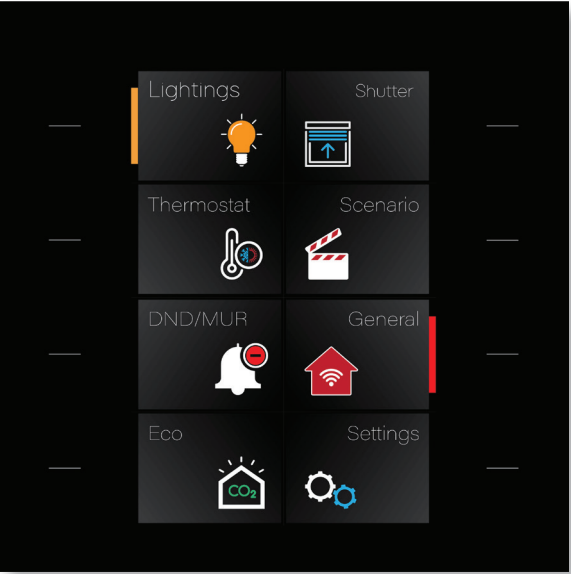 Lightings
Shutter
Thermostat
Scenario
DND/MUR
General
Eco
CO₂
Settings